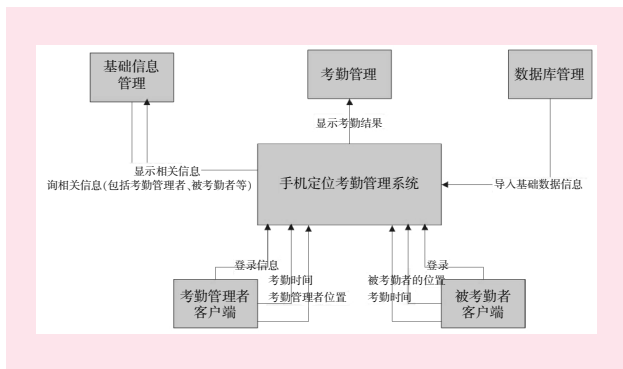 基础信息
管理
考勤管理
数据库管理
显示考勤结果
显示相关信息
询相关信息(包括考勤管理者、被考勤者等)
手机定位考勤管理系统
导入基础数据信息
登录信息
考勤时间
考勤管理者位置
登录
被考勤者的位置
考勤时间
考勤管理者
客户端
被考勤者
客户端